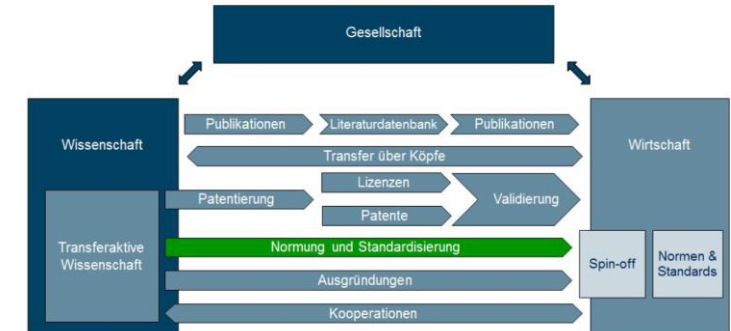 Gesellschaft
Wissenschaft
Publikationen
Literaturdatenbank
Publikationen
Wirtschaft
Transfer über Köpfe
Lizenzen
Patentierung
Validierung
Patente
Transferaktive
Wissenschaft
Normung und Standardisierung
Spin-off
Normen &
Standards
Ausgründungen
Kooperationen